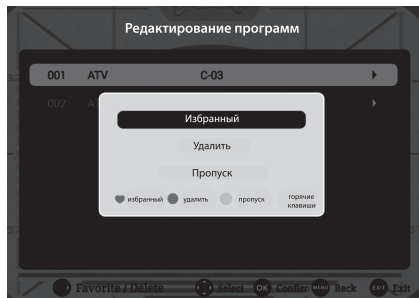 Редактирование программ
001 ATV C-03
002 AT
Избранный
Удалить
Пропуск
избранный удалить пропуск горячие
клавиши
Favorite / Delete Select OK Confirm MENU Back EXIT Exit